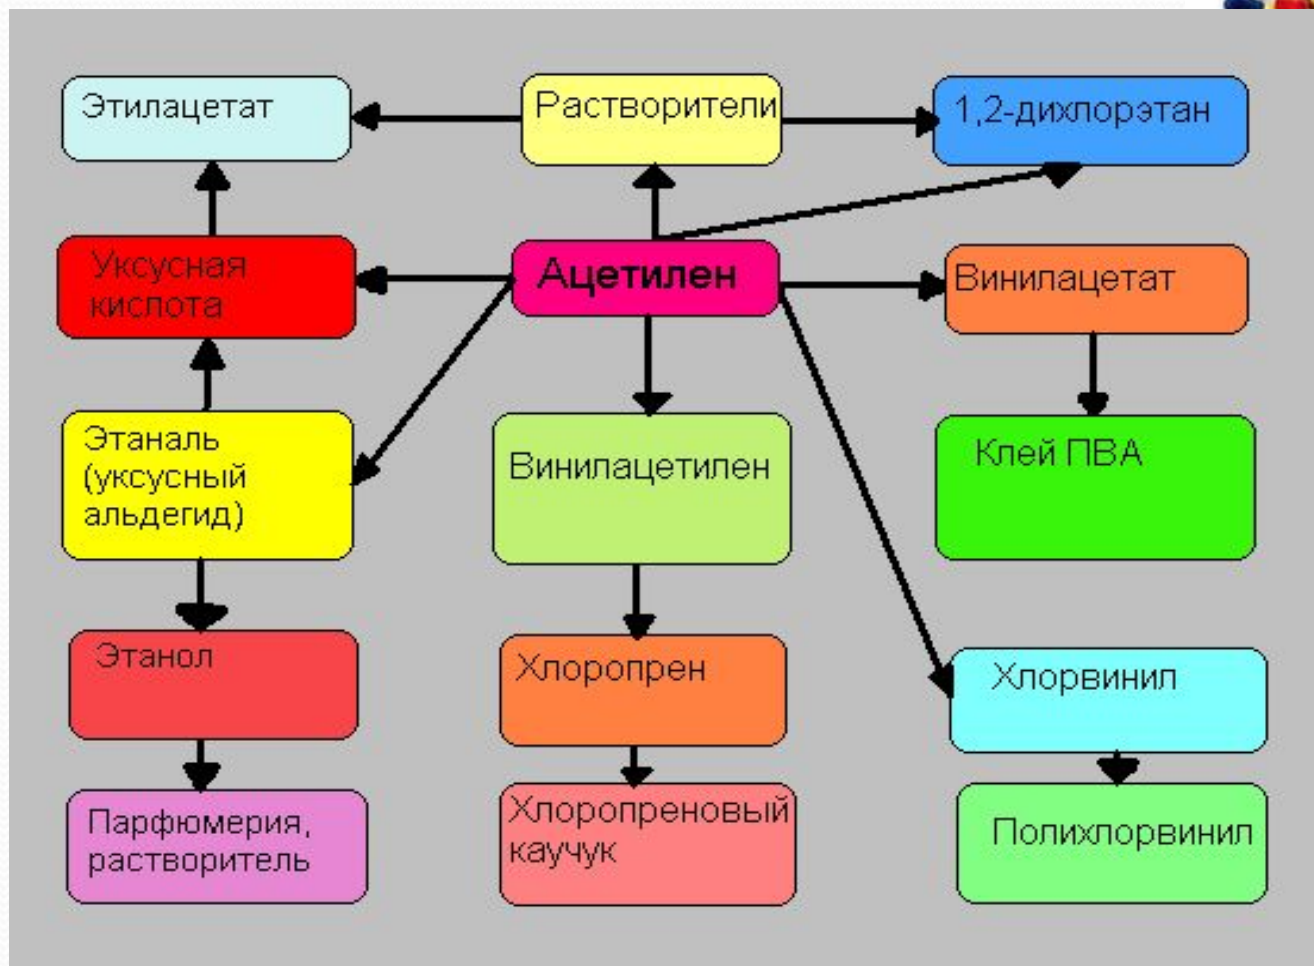 Этилацетат
Растворители
1,2-дихлорэтан
Уксусная
кислота
Ацетилен
Винилацетат
Этаналь
(уксусный
альдегид)
Винилацетилен
Клей ПВА
Этанол
Хлоропрен
Хлорвинил
Парфюмерия,
растворитель
Хлоропреновый
каучук
Полихлорвинил